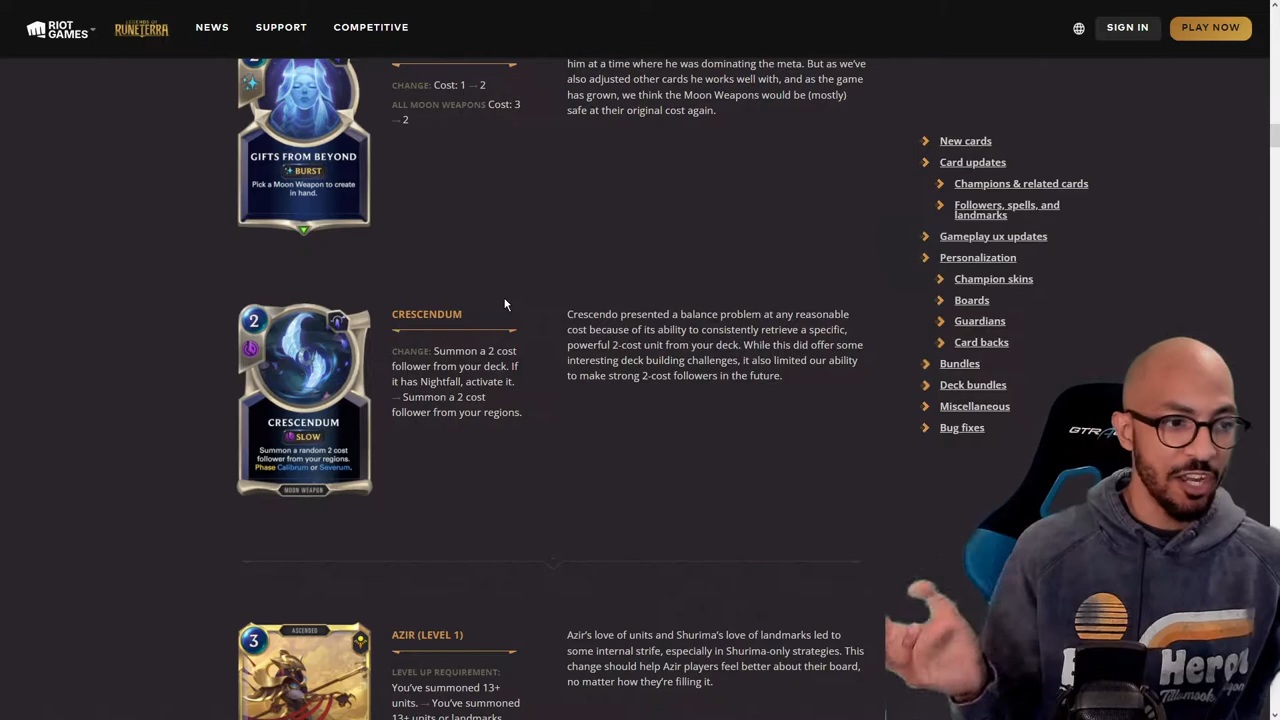 RIOT GAMES
LEGENDS OF RUNETERRA
NEWS
SUPPORT
COMPETITIVE
SIGN IN
PLAY NOW
CHANGE: Cost: 1 → 2
ALL MOON WEAPONS Cost: 3
→ 2
him at a time where he was dominating the meta. But as we've
also adjusted other cards he works well with, and as the game
has grown, we think the Moon Weapons would be (mostly)
safe at their original cost again.
GIFTS FROM BEYOND
BURST
Pick a Moon Weapon to create
in hand.
CRESCENDUM
CHANGE: Summon a 2 cost
follower from your deck. If
it has Nightfall, activate it.
→ Summon a 2 cost
follower from your regions.
Crescendo presented a balance problem at any reasonable
cost because of its ability to consistently retrieve a specific,
powerful 2-cost unit from your deck. While this did offer some
interesting deck building challenges, it also limited our ability
to make strong 2-cost followers in the future.
2
CRESCENDUM
SLOW
Summon a random 2 cost
follower from your regions.
Phase Calibrum or Severum.
MOON WEAPON
ASCENDED
3
AZIR (LEVEL 1)
LEVEL UP REQUIREMENT:
You've summoned 13+
units. → You've summoned
13+ units or landmarks
Azir's love of units and Shurima's love of landmarks led to
some internal strife, especially in Shurima-only strategies. This
change should help Azir players feel better about their board,
no matter how they're filling it.
New cards
Card updates
Champions & related cards
Followers, spells, and
landmarks
Gameplay ux updates
Personalization
Champion skins
Boards
Guardians
Card backs
Bundles
Deck bundles
Miscellaneous
Bug fixes
GTR
Tillamook